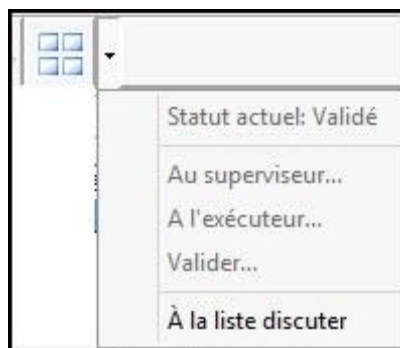 Statut actuel: Validé
Au superviseur...
A l'exécuteur...
Valider...
À la liste discuter